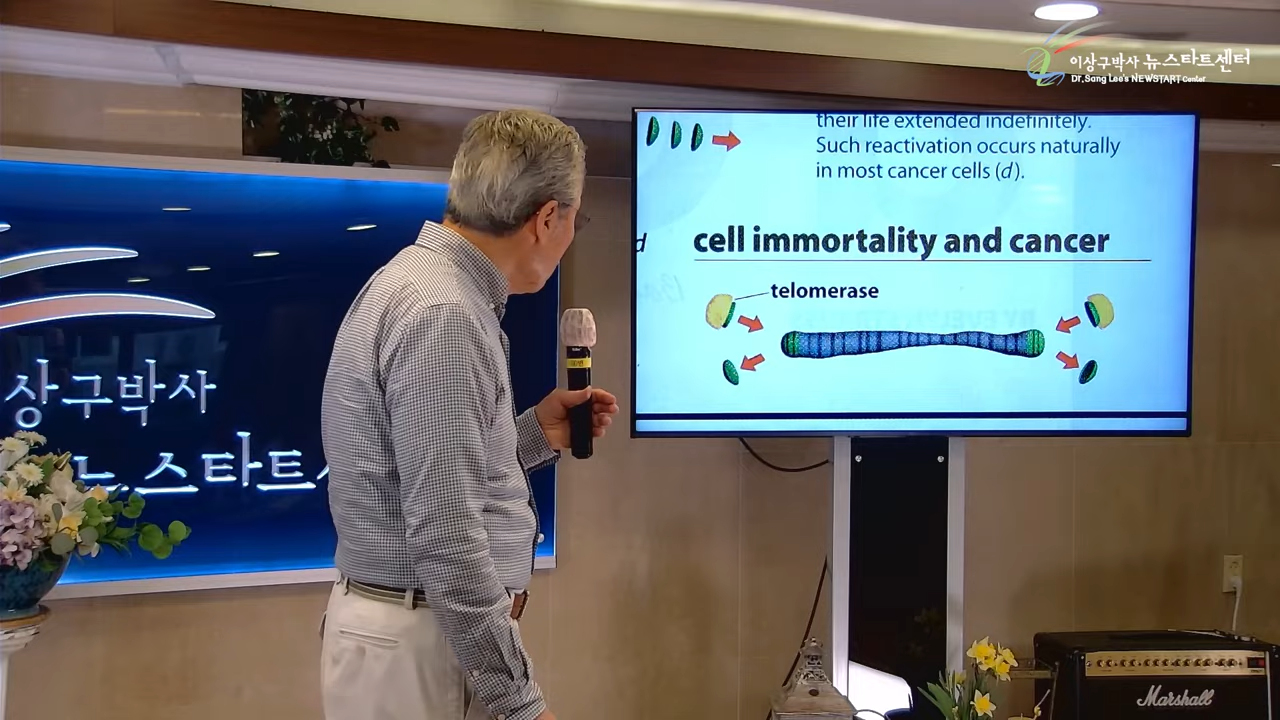 이상구박사 뉴스타트센터
Dr. Sang Lee's NEWSTART Center
their life extended indefinitely.
Such reactivation occurs naturally
in most cancer cells (d).
d
cell immortality and cancer
telomerase
상구박사
뉴스타트
Marshall